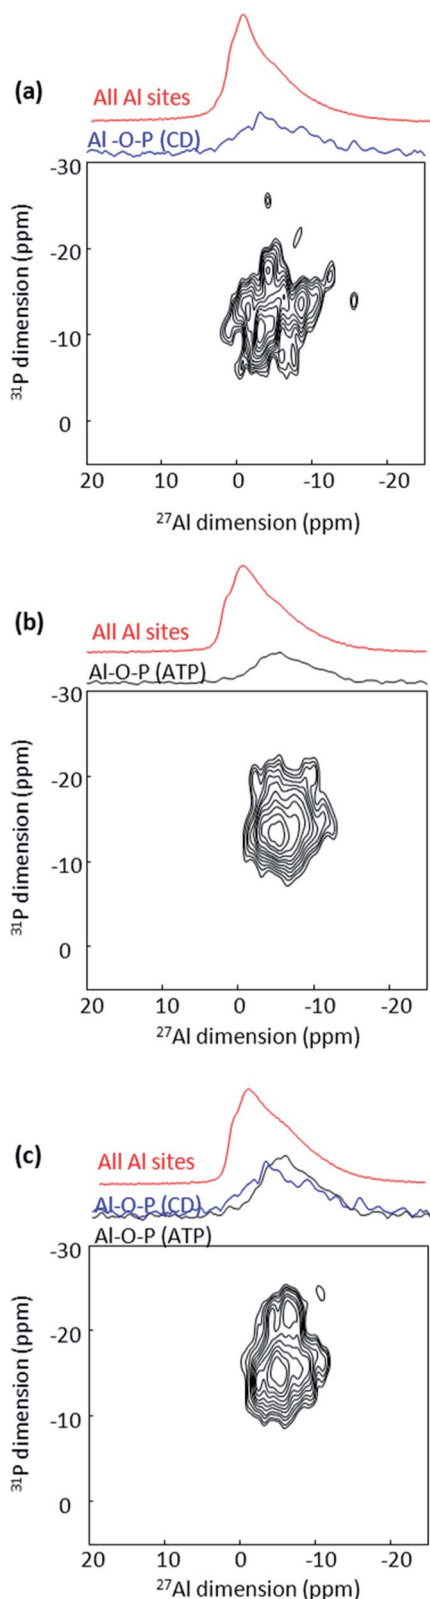 (a)
All Al sites
Al -O-P (CD)
-30
-20
-10
0
³¹P dimension (ppm)
20 10 0 -10 -20
²⁷Al dimension (ppm)
(b)
All Al sites
Al-O-P (ATP)
-30
-20
-10
0
³¹P dimension (ppm)
20 10 0 -10 -20
²⁷Al dimension (ppm)
(c)
All Al sites
Al-O-P (CD)
Al-O-P (ATP)
-30
-20
-10
0
³¹P dimension (ppm)
20 10 0 -10 -20
²⁷Al dimension (ppm)